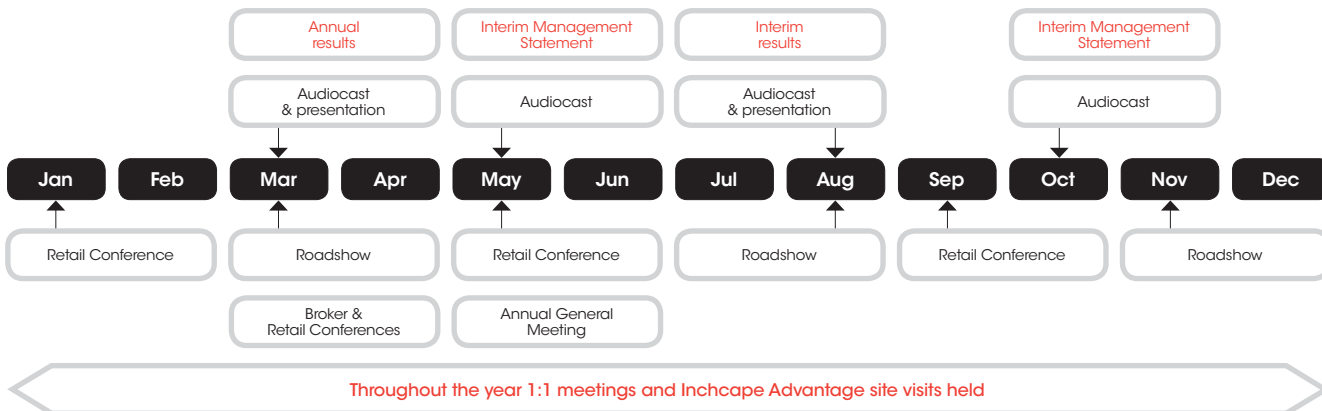 Annual
results
Interim Management
Statement
Interim
results
Interim Management
Statement
Audiocast
& presentation
Audiocast
Audiocast
& presentation
Audiocast
Jan Feb Mar Apr May Jun Jul Aug Sep Oct Nov Dec
Retail Conference
Roadshow
Retail Conference
Roadshow
Retail Conference
Roadshow
Broker &
Retail Conferences
Annual General
Meeting
Throughout the year 1:1 meetings and Inchcape Advantage site visits held